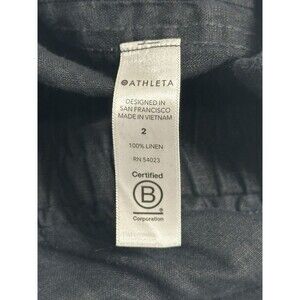 ATHLETA
DESIGNED IN
SAN FRANCISCO
MADE IN VIETNAM
2
100% LINEN
RN 54023
Certified
B
Corporation